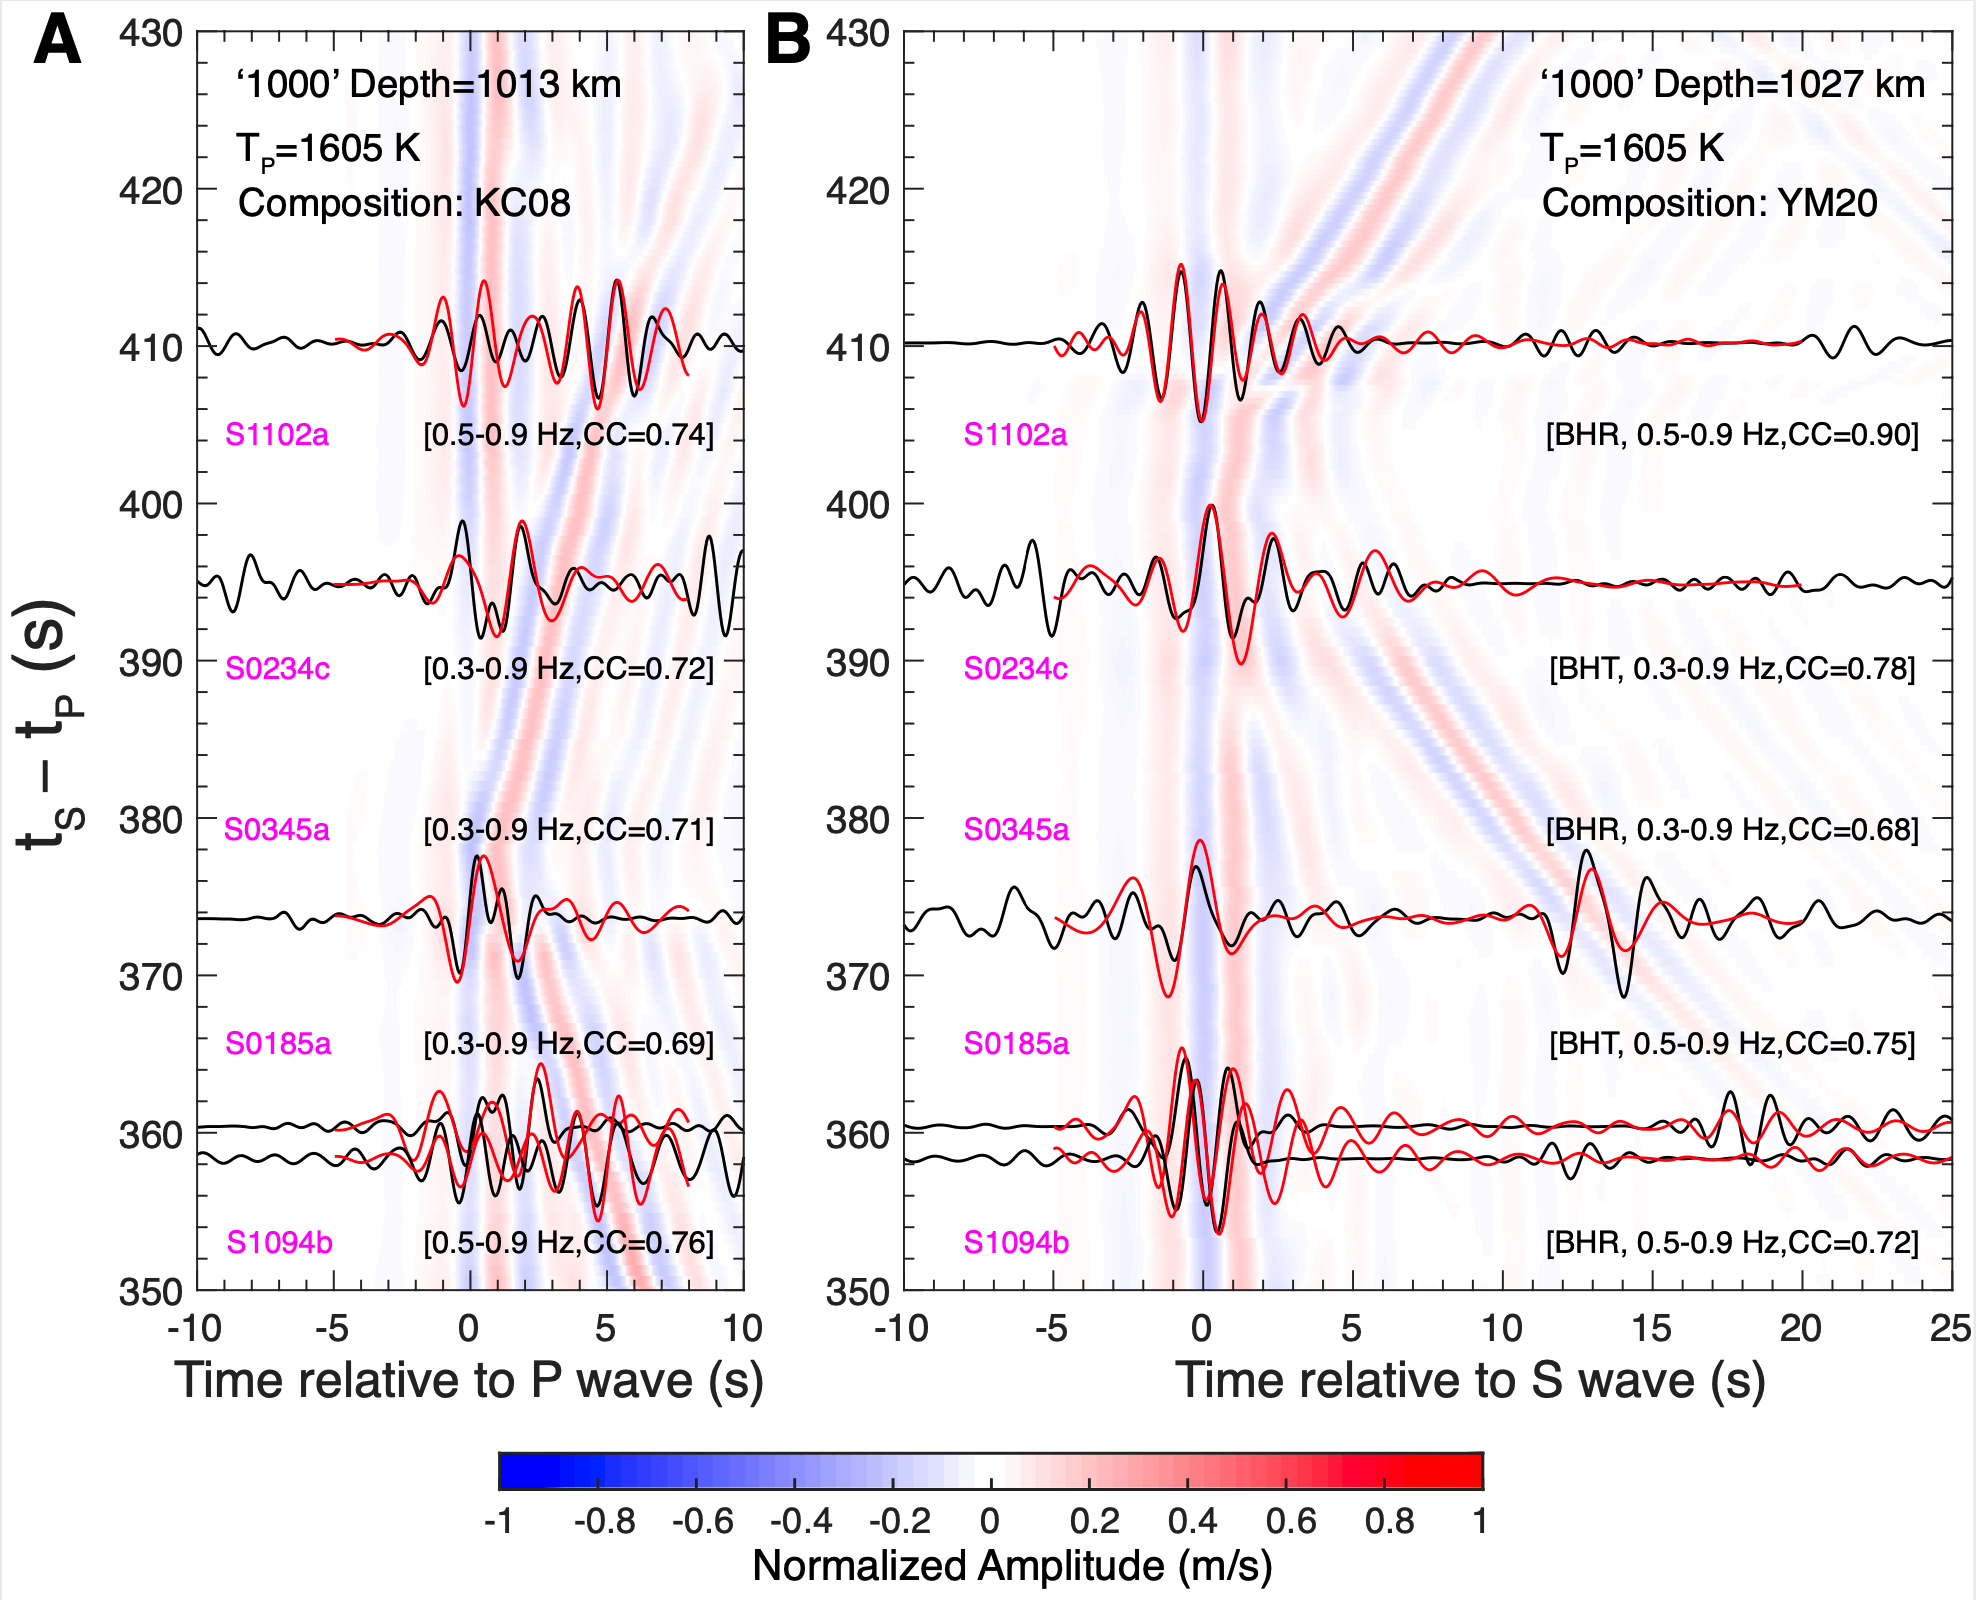 A
B
‘1000’ Depth=1013 km
T_P=1605 K
Composition: KC08
‘1000’ Depth=1027 km
T_P=1605 K
Composition: YM20
t_S − t_P (s)
430
420
410
400
390
380
370
360
350
430
420
410
400
390
380
370
360
350
S1102a [0.5-0.9 Hz,CC=0.74]
S0234c [0.3-0.9 Hz,CC=0.72]
S0345a [0.3-0.9 Hz,CC=0.71]
S0185a [0.3-0.9 Hz,CC=0.69]
S1094b [0.5-0.9 Hz,CC=0.76]
S1102a [BHR, 0.5-0.9 Hz,CC=0.90]
S0234c [BHT, 0.3-0.9 Hz,CC=0.78]
S0345a [BHR, 0.3-0.9 Hz,CC=0.68]
S0185a [BHT, 0.5-0.9 Hz,CC=0.75]
S1094b [BHR, 0.5-0.9 Hz,CC=0.72]
-10 -5 0 5 10
-10 -5 0 5 10 15 20 25
Time relative to P wave (s)
Time relative to S wave (s)
-1 -0.8 -0.6 -0.4 -0.2 0 0.2 0.4 0.6 0.8 1
Normalized Amplitude (m/s)